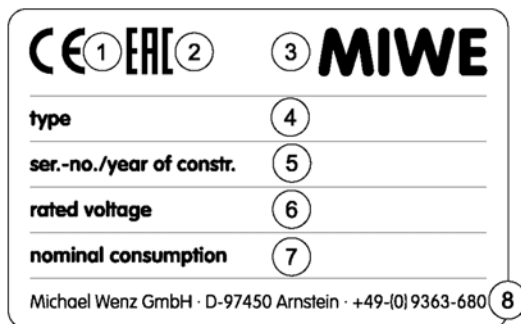 CE 1 EAC 2 3 MIWE
type 4
ser.-no./year of constr. 5
rated voltage 6
nominal consumption 7
Michael Wenz GmbH · D-97450 Arnstein · +49-(0) 9363-680 8